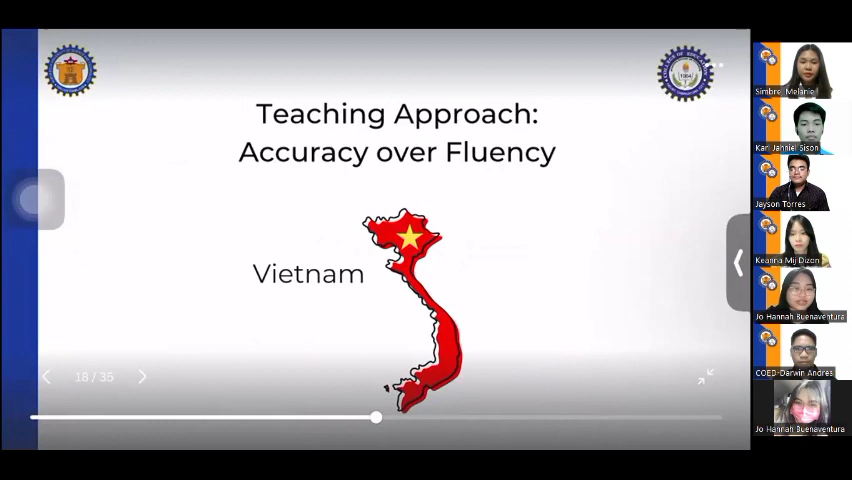 Teaching Approach:
Accuracy over Fluency
Vietnam
18 / 35
Simbre, Melanie
Karl Jahniel Sison
Jayson Torres
Keanna Mij Dizon
Jo Hannah Buenaventura
COED-Darwin Andres
Jo Hannah Buenaventura